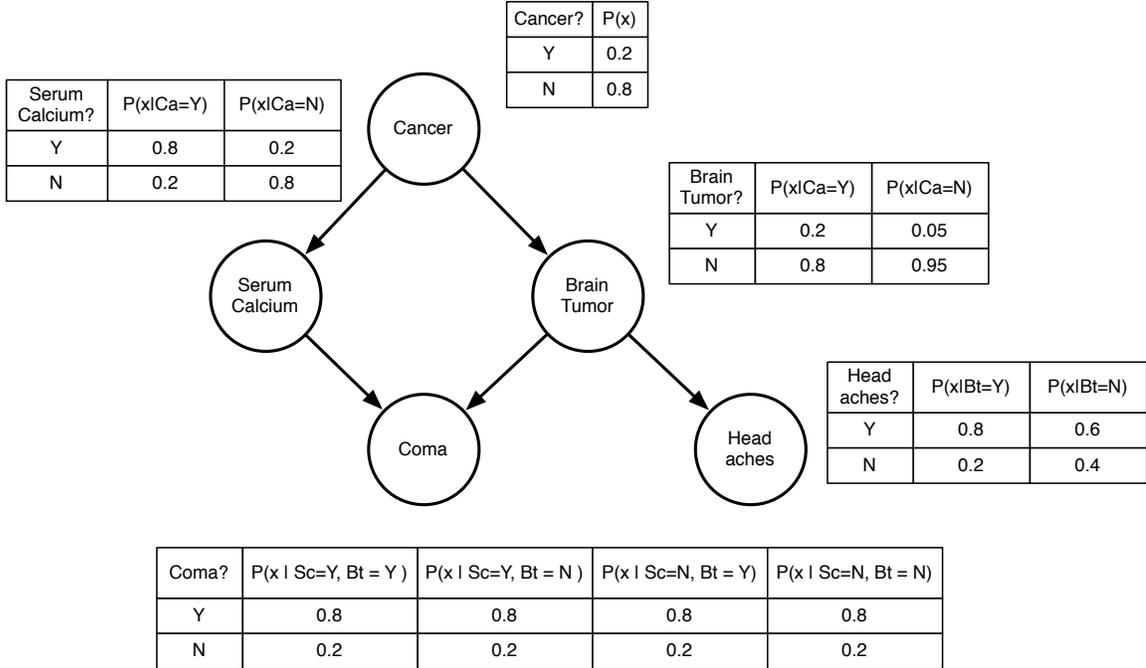 Cancer? P(x)
Y 0.2
N 0.8
Serum
Calcium? P(x|Ca=Y) P(x|Ca=N)
Y 0.8 0.2
N 0.2 0.8
Cancer
Brain
Tumor? P(x|Ca=Y) P(x|Ca=N)
Y 0.2 0.05
N 0.8 0.95
Serum
Calcium
Brain
Tumor
Head
aches? P(x|Bt=Y) P(x|Bt=N)
Y 0.8 0.6
N 0.2 0.4
Coma
Head
aches
Coma? P(x | Sc=Y, Bt = Y ) P(x | Sc=Y, Bt = N ) P(x | Sc=N, Bt = Y) P(x | Sc=N, Bt = N)
Y 0.8 0.8 0.8 0.8
N 0.2 0.2 0.2 0.2